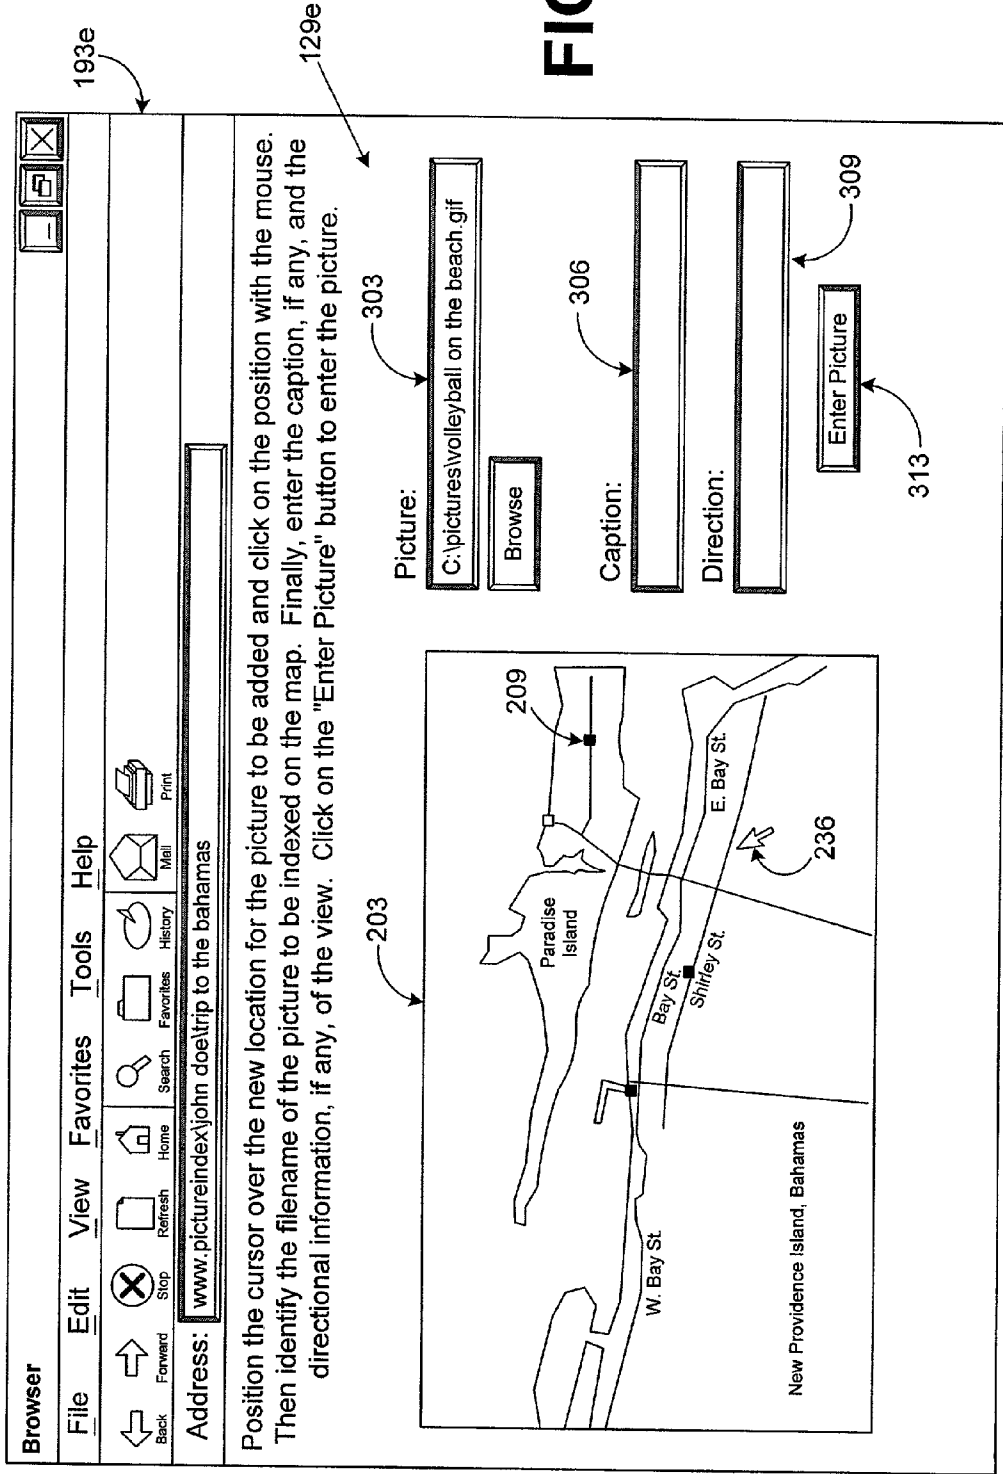 Browser
193e
File Edit View Favorites Tools Help
Back Forward Stop Refresh Home Search Favorites History Mail Print
Address: www.pictureindex\john doe\trip to the bahamas
Position the cursor over the new location for the picture to be added and click on the position with the mouse.
Then identify the filename of the picture to be indexed on the map. Finally, enter the caption, if any, and the
directional information, if any, of the view. Click on the "Enter Picture" button to enter the picture.
129e
203
209
Paradise
Island
W. Bay St.
Bay St.
Shirley St.
E. Bay St.
236
New Providence Island, Bahamas
Picture:
303
C:\pictures\volleyball on the beach.gif
Browse
Caption:
306
Direction:
309
Enter Picture
313
FIG